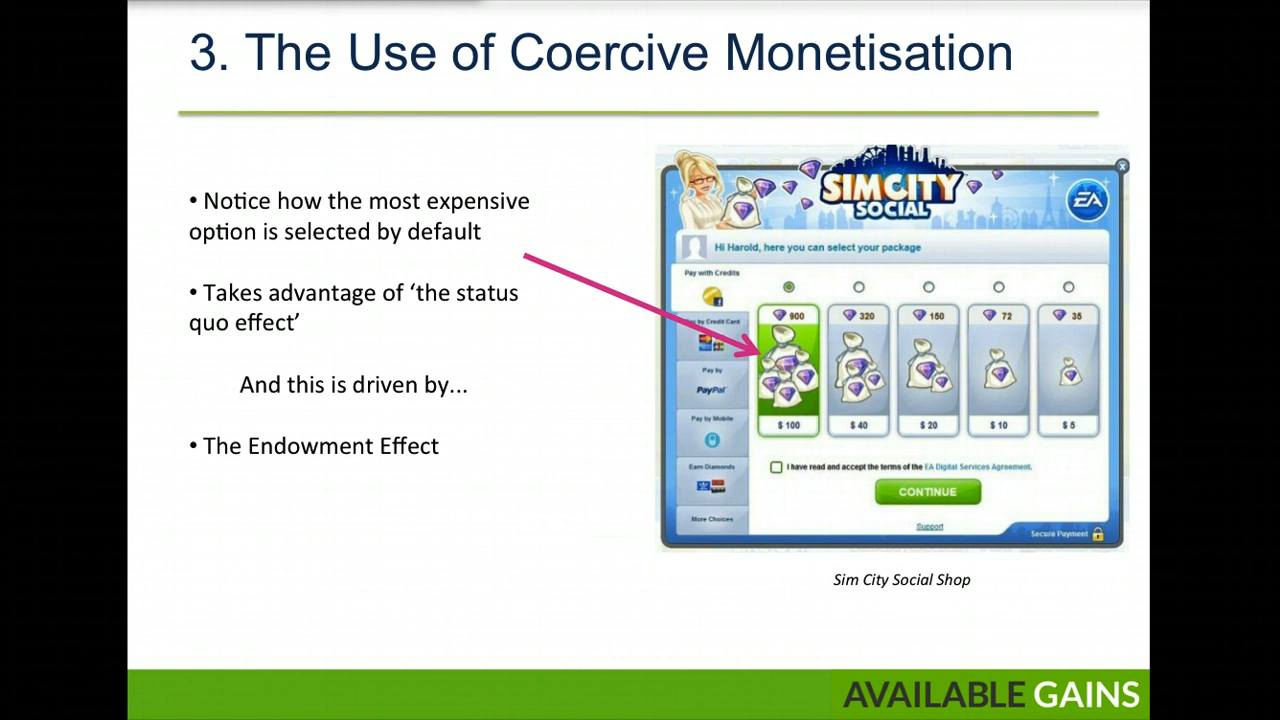 3. The Use of Coercive Monetisation
• Notice how the most expensive
option is selected by default
• Takes advantage of ‘the status
quo effect’
And this is driven by...
• The Endowment Effect
SIMCITY
SOCIAL
EA
x
Hi Harold, here you can select your package
Pay with Credits
f
Pay by Credit Card
Pay by
PayPal
Pay by Mobile
Earn Diamonds
More Choices
900
320
150
72
35
$ 100
$ 40
$ 20
$ 10
$ 5
I have read and accept the terms of the EA Digital Services Agreement.
CONTINUE
Support
Secure Payment
Sim City Social Shop
AVAILABLE GAINS